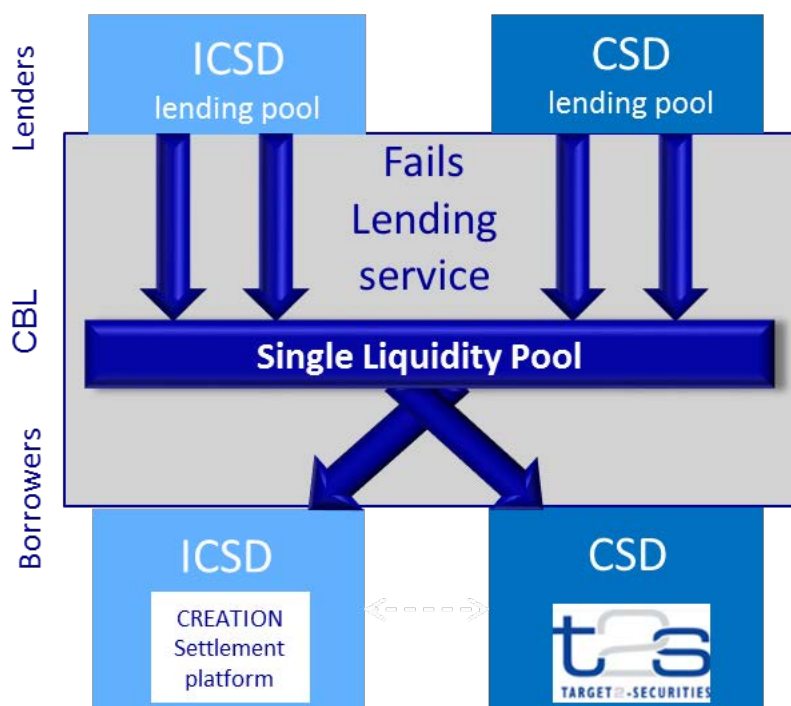 Lenders
ICSD
lending pool
CSD
lending pool
CBL
Fails
Lending
service
Single Liquidity Pool
Borrowers
ICSD
CREATION
Settlement
platform
CSD
t2s
TARGET2-SECURITIES